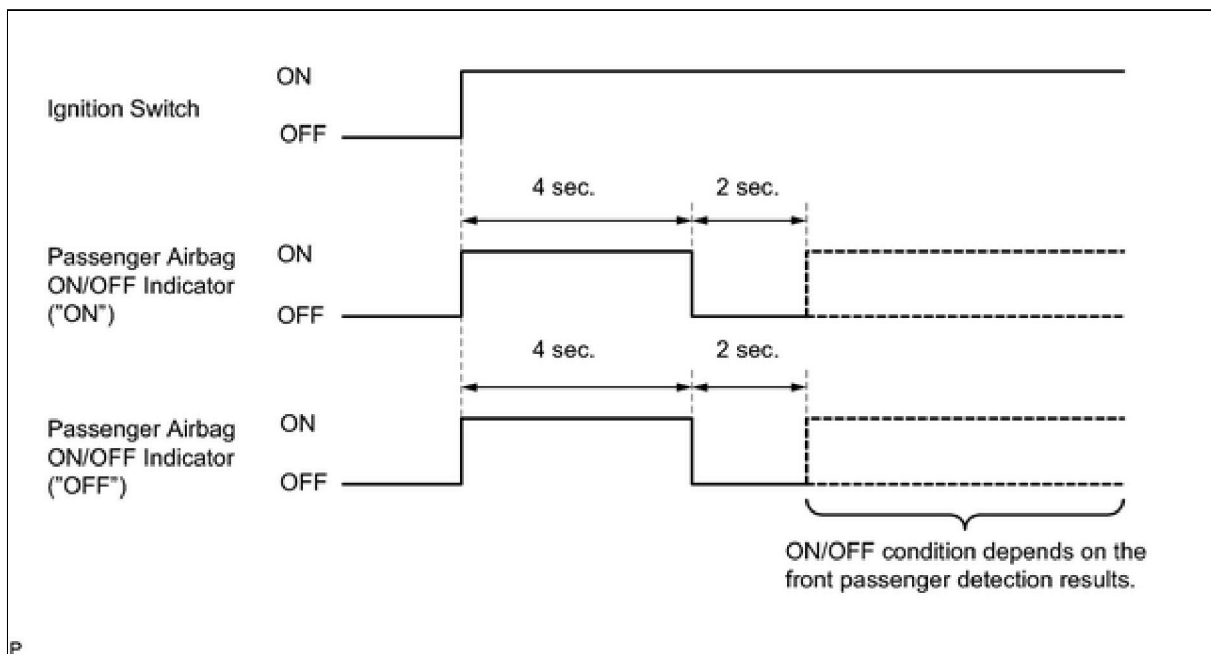 ON
Ignition Switch
OFF
4 sec. 2 sec.
Passenger Airbag ON
ON/OFF Indicator
("ON") OFF
4 sec. 2 sec.
Passenger Airbag ON
ON/OFF Indicator
("OFF") OFF
ON/OFF condition depends on the
front passenger detection results.
P